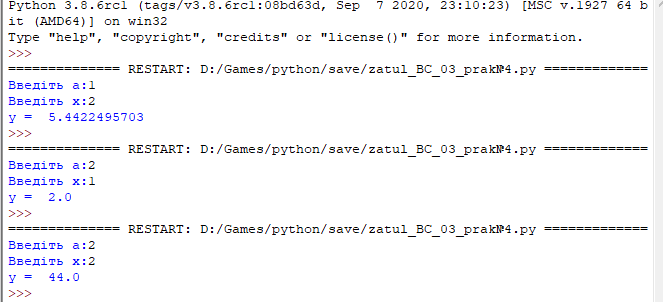 Python 3.8.6rc1 (tags/v3.8.6rc1:08bd63d, Sep  7 2020, 23:10:23) [MSC v.1927 64 b
it (AMD64)] on win32
Type "help", "copyright", "credits" or "license()" for more information.
>>>
============== RESTART: D:/Games/python/save/zatul_BC_03_prak№4.py =============
Введіть a:1
Введіть x:2
y =  5.4422495703
>>>
============== RESTART: D:/Games/python/save/zatul_BC_03_prak№4.py =============
Введіть a:2
Введіть x:1
y =  2.0
>>>
============== RESTART: D:/Games/python/save/zatul_BC_03_prak№4.py =============
Введіть a:2
Введіть x:2
y =  44.0
>>>